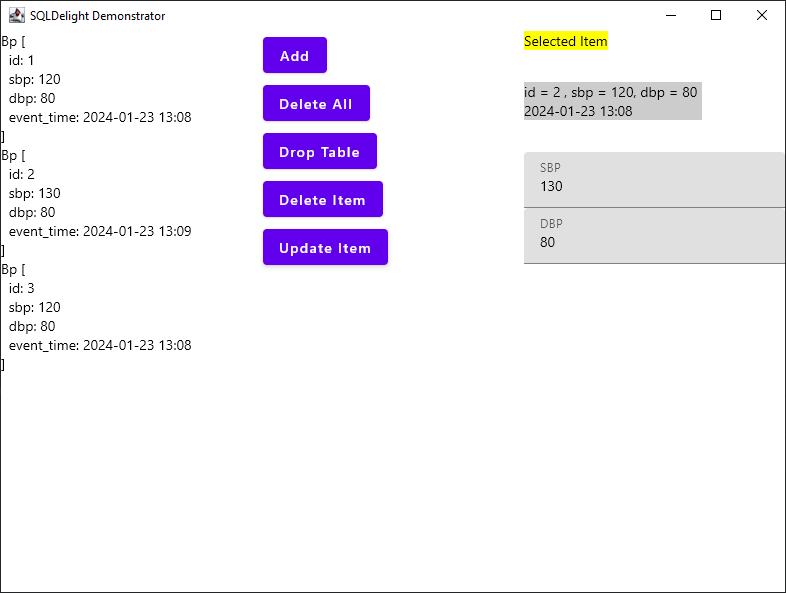 SQLDelight Demonstrator
Bp [
id: 1
sbp: 120
dbp: 80
event_time: 2024-01-23 13:08
]
Bp [
id: 2
sbp: 130
dbp: 80
event_time: 2024-01-23 13:09
]
Bp [
id: 3
sbp: 120
dbp: 80
event_time: 2024-01-23 13:08
]
Add
Delete All
Drop Table
Delete Item
Update Item
Selected Item
id = 2 , sbp = 120, dbp = 80
2024-01-23 13:08
SBP
130
DBP
80